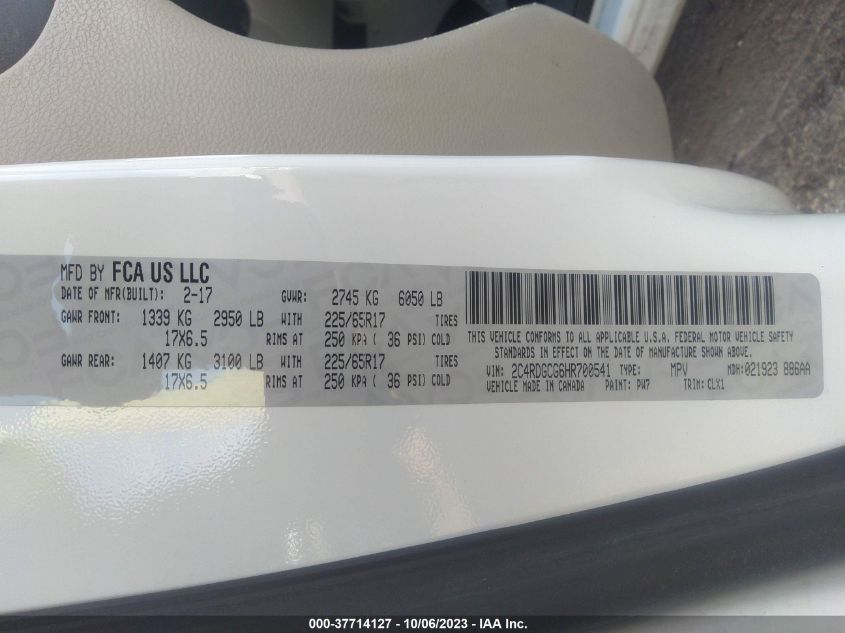 MFD BY FCA US LLC
DATE OF MFR(BUILT): 2-17 GVWR: 2745 KG 6050 LB
GAWR FRONT: 1339 KG 2950 LB WITH 225/65R17 TIRES
17X6.5 RIMS AT 250 KPA( 36 PSI) COLD
GAWR REAR: 1407 KG 3100 LB WITH 225/65R17 TIRES
17X6.5 RIMS AT 250 KPA( 36 PSI) COLD
THIS VEHICLE CONFORMS TO ALL APPLICABLE U.S.A. FEDERAL MOTOR VEHICLE SAFETY
STANDARDS IN EFFECT ON THE DATE OF MANUFACTURE SHOWN ABOVE.
VIN: 2C4RDGCG6HR700541 TYPE: MPV MDH:021923 886AA
VEHICLE MADE IN CANADA PAINT: PW7 TRIM: CLX1
000-37714127 - 10/06/2023 - IAA Inc.